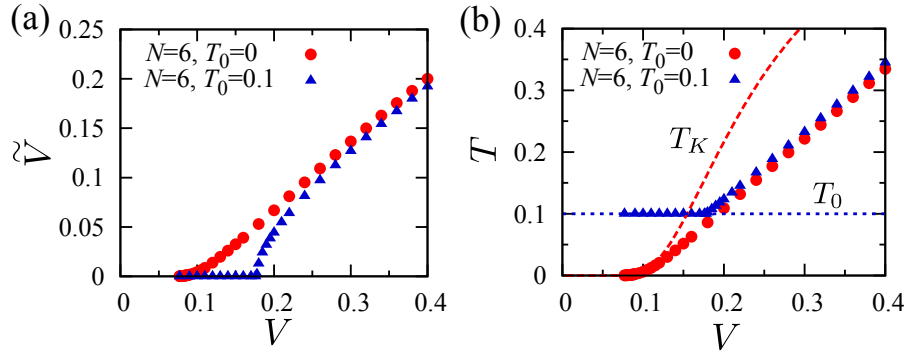 (a)
0.25
0.2
0.15
0.1
0.05
0
Ṽ
N=6, T₀=0
N=6, T₀=0.1
0 0.1 0.2 0.3 0.4
V
(b)
0.4
0.3
0.2
0.1
0
T
N=6, T₀=0
N=6, T₀=0.1
T_K
T₀
0 0.1 0.2 0.3 0.4
V